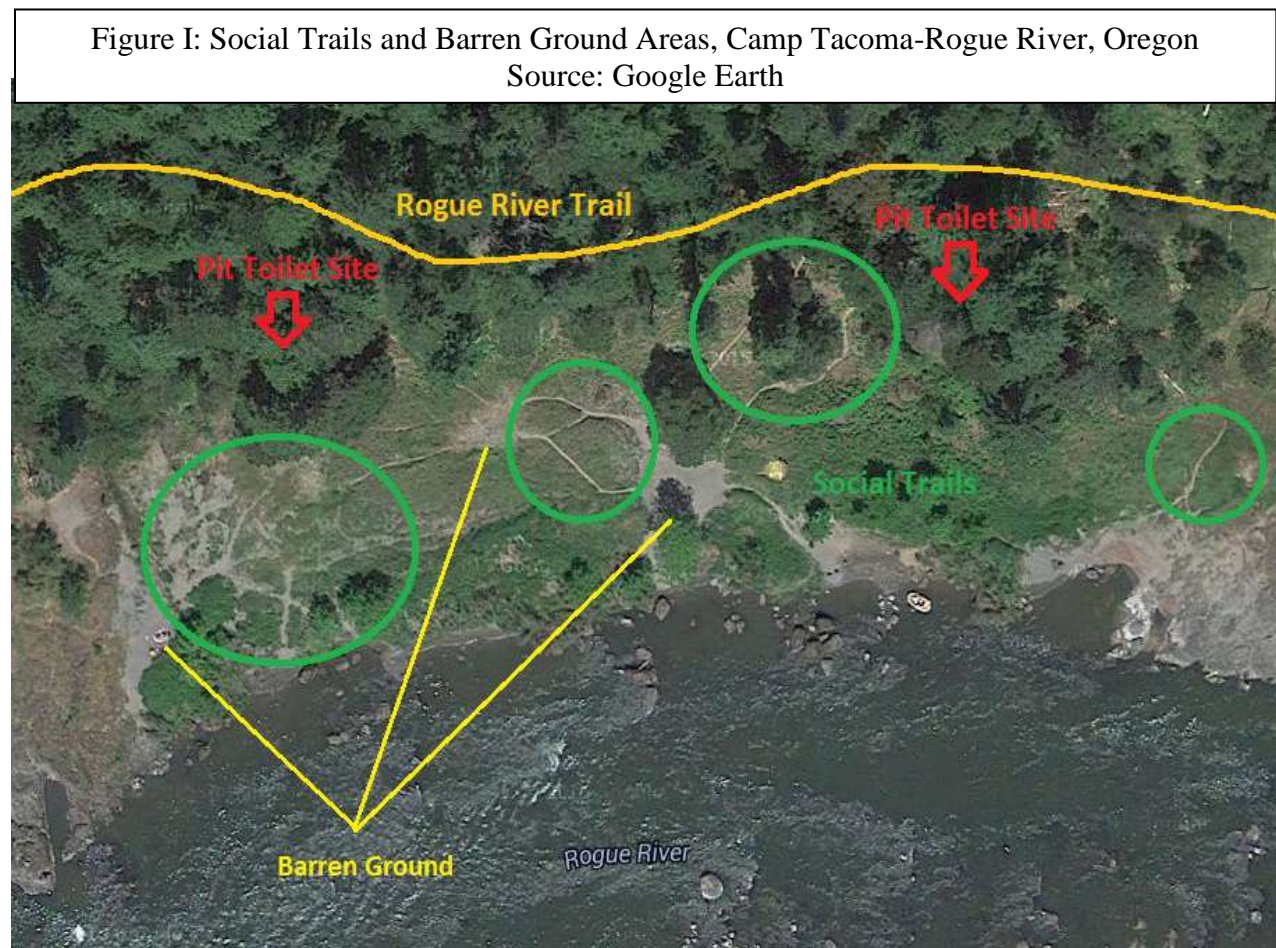 Figure I: Social Trails and Barren Ground Areas, Camp Tacoma-Rogue River, Oregon
Source: Google Earth
Rogue River Trail
Pit Toilet Site
Pit Toilet Site
Social Trails
Barren Ground
Rogue River